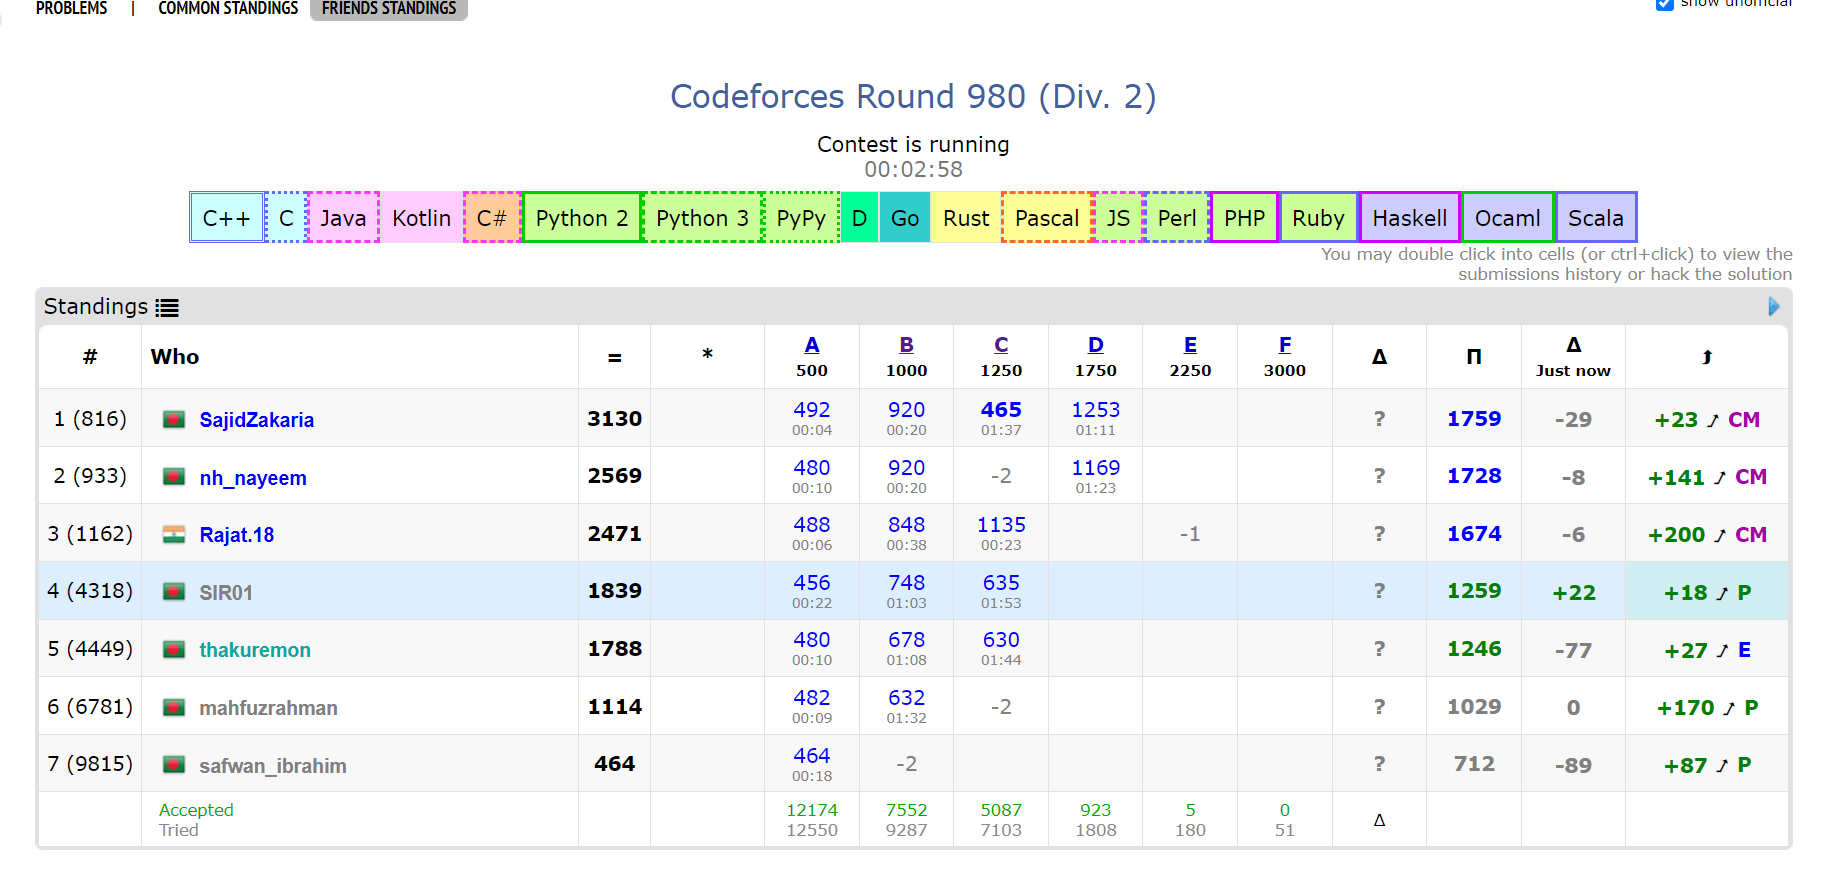 PROBLEMS | COMMON STANDINGS FRIENDS STANDINGS show unofficial
Codeforces Round 980 (Div. 2)
Contest is running
00:02:58
C++ C Java Kotlin C# Python 2 Python 3 PyPy D Go Rust Pascal JS Perl PHP Ruby Haskell Ocaml Scala
You may double click into cells (or ctrl+click) to view the
submissions history or hack the solution
Standings
# Who = * A B C D E F Δ Π Δ
500 1000 1250 1750 2250 3000 Just now
1 (816) SajidZakaria 3130 492 920 465 1253 ? 1759 -29 +23 CM
00:04 00:20 01:37 01:11
2 (933) nh_nayeem 2569 480 920 -2 1169 ? 1728 -8 +141 CM
00:10 00:20 01:23
3 (1162) Rajat.18 2471 488 848 1135 -1 ? 1674 -6 +200 CM
00:06 00:38 00:23
4 (4318) SIR01 1839 456 748 635 ? 1259 +22 +18 P
00:22 01:03 01:53
5 (4449) thakuremon 1788 480 678 630 ? 1246 -77 +27 E
00:10 01:08 01:44
6 (6781) mahfuzrahman 1114 482 632 -2 ? 1029 0 +170 P
00:09 01:32
7 (9815) safwan_ibrahim 464 464 -2 ? 712 -89 +87 P
00:18
Accepted 12174 7552 5087 923 5 0 Δ
Tried 12550 9287 7103 1808 180 51